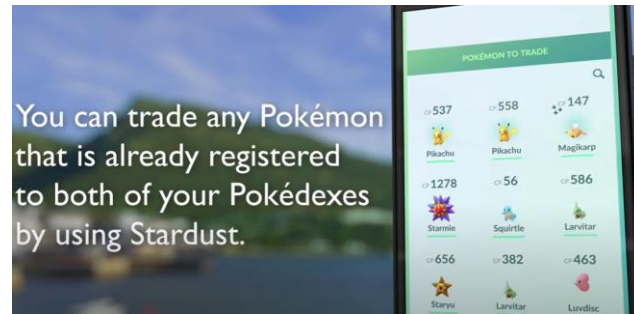 You can trade any Pokémon
that is already registered
to both of your Pokédexes
by using Stardust.
POKÉMON TO TRADE
CP537
CP558
CP147
Pikachu
Pikachu
Magikarp
CP1278
CP56
CP586
Starmie
Squirtle
Larvitar
CP656
CP382
CP463
Staryu
Larvitar
Luvdisc